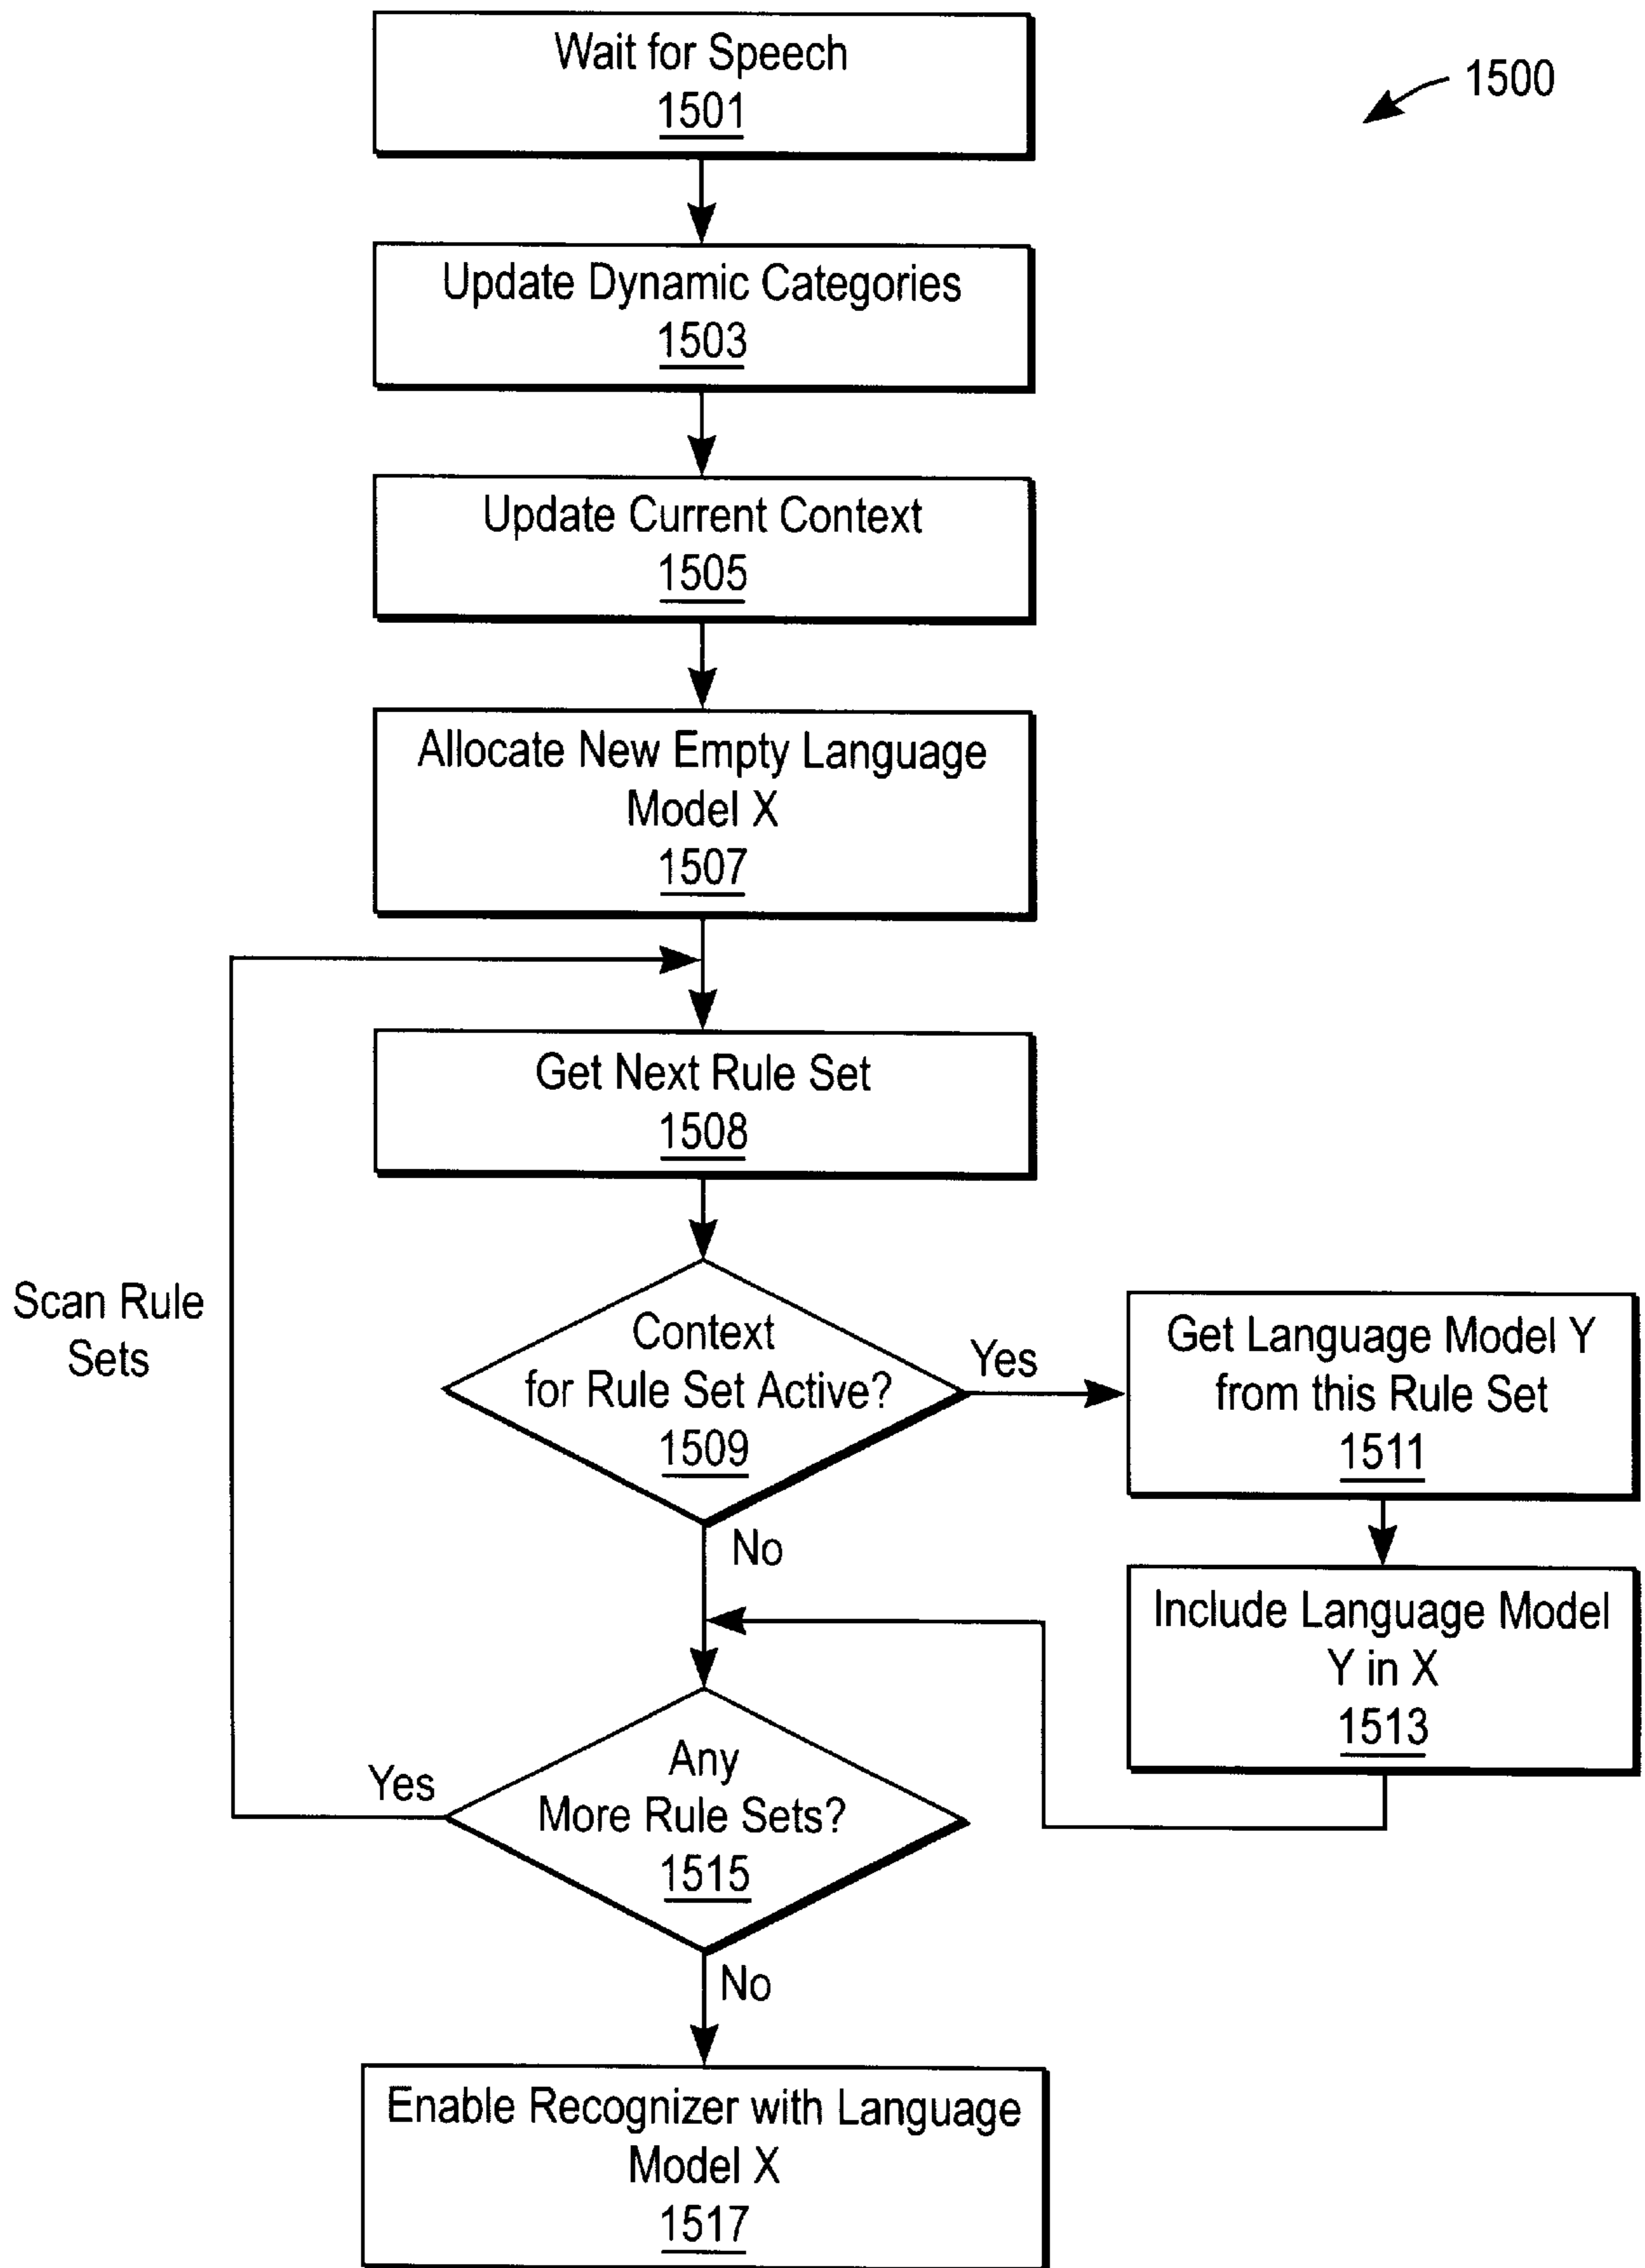 Wait for Speech
1501
1500
Update Dynamic Categories
1503
Update Current Context
1505
Allocate New Empty Language
Model X
1507
Get Next Rule Set
1508
Scan Rule
Sets
Context
for Rule Set Active?
1509
Yes
No
Get Language Model Y
from this Rule Set
1511
Include Language Model
Y in X
1513
Any
More Rule Sets?
1515
Yes
No
Enable Recognizer with Language
Model X
1517